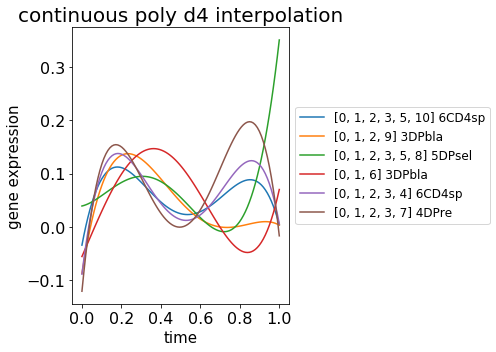 continuous poly d4 interpolation
gene expression
0.3
0.2
0.1
0.0
−0.1
0.0 0.2 0.4 0.6 0.8 1.0
time
[0, 1, 2, 3, 5, 10] 6CD4sp
[0, 1, 2, 9] 3DPbla
[0, 1, 2, 3, 5, 8] 5DPsel
[0, 1, 6] 3DPbla
[0, 1, 2, 3, 4] 6CD4sp
[0, 1, 2, 3, 7] 4DPre